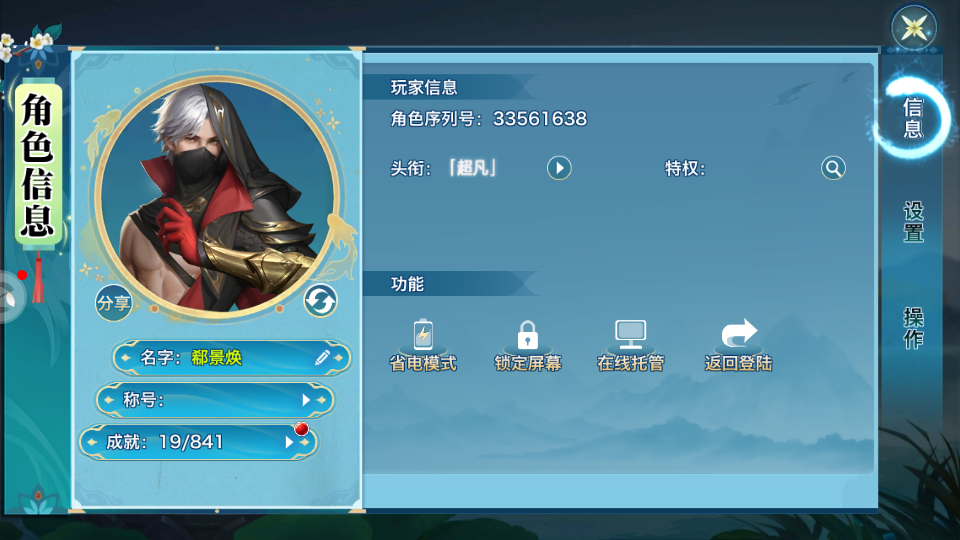 角色信息
分享
名字：郗景焕
称号：
成就：19/841
玩家信息
角色序列号：33561638
头衔：「超凡」
特权：
功能
省电模式
锁定屏幕
在线托管
返回登陆
信息
设置
操作